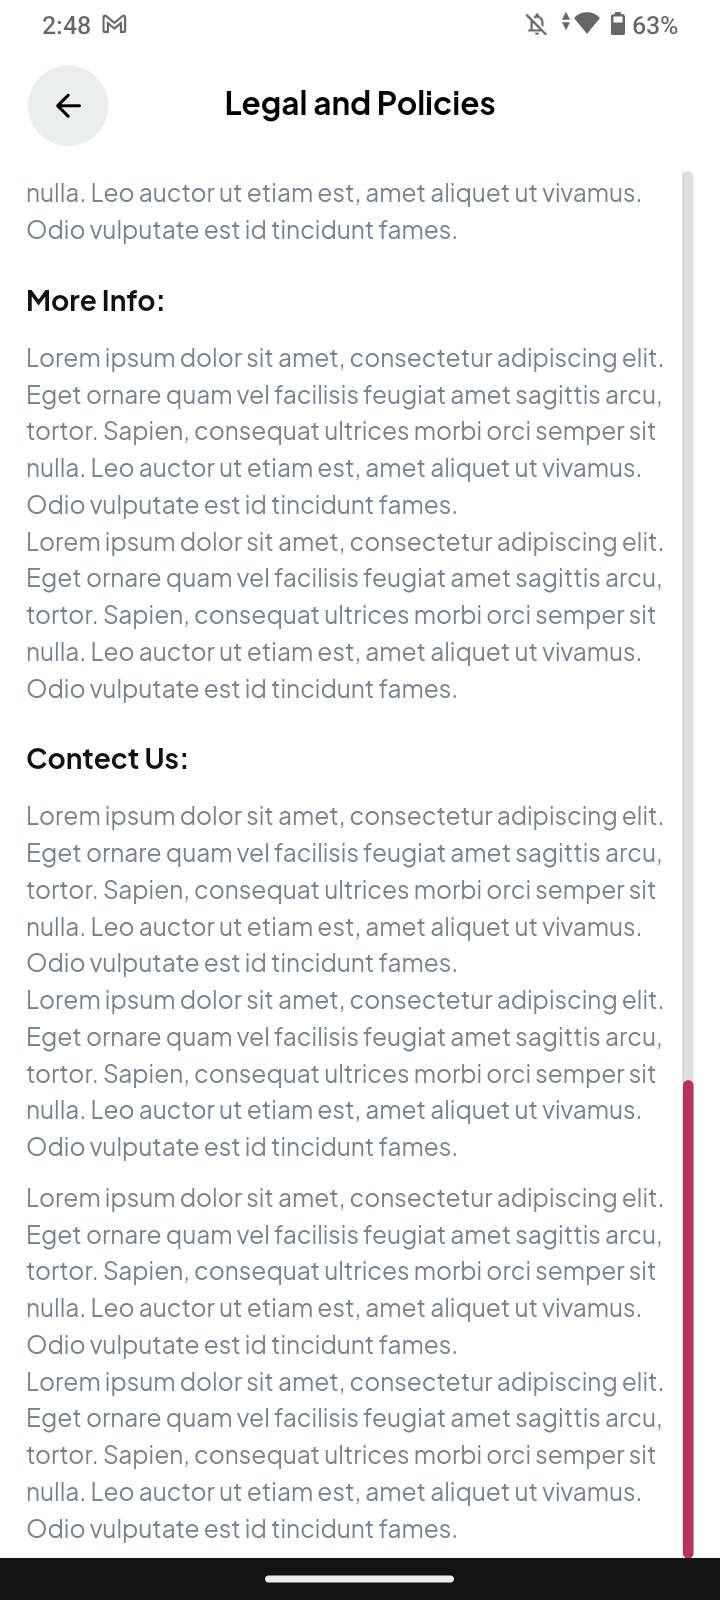 2:48
63%
Legal and Policies
nulla. Leo auctor ut etiam est, amet aliquet ut vivamus.
Odio vulputate est id tincidunt fames.
More Info:
Lorem ipsum dolor sit amet, consectetur adipiscing elit.
Eget ornare quam vel facilisis feugiat amet sagittis arcu,
tortor. Sapien, consequat ultrices morbi orci semper sit
nulla. Leo auctor ut etiam est, amet aliquet ut vivamus.
Odio vulputate est id tincidunt fames.
Lorem ipsum dolor sit amet, consectetur adipiscing elit.
Eget ornare quam vel facilisis feugiat amet sagittis arcu,
tortor. Sapien, consequat ultrices morbi orci semper sit
nulla. Leo auctor ut etiam est, amet aliquet ut vivamus.
Odio vulputate est id tincidunt fames.
Contect Us:
Lorem ipsum dolor sit amet, consectetur adipiscing elit.
Eget ornare quam vel facilisis feugiat amet sagittis arcu,
tortor. Sapien, consequat ultrices morbi orci semper sit
nulla. Leo auctor ut etiam est, amet aliquet ut vivamus.
Odio vulputate est id tincidunt fames.
Lorem ipsum dolor sit amet, consectetur adipiscing elit.
Eget ornare quam vel facilisis feugiat amet sagittis arcu,
tortor. Sapien, consequat ultrices morbi orci semper sit
nulla. Leo auctor ut etiam est, amet aliquet ut vivamus.
Odio vulputate est id tincidunt fames.
Lorem ipsum dolor sit amet, consectetur adipiscing elit.
Eget ornare quam vel facilisis feugiat amet sagittis arcu,
tortor. Sapien, consequat ultrices morbi orci semper sit
nulla. Leo auctor ut etiam est, amet aliquet ut vivamus.
Odio vulputate est id tincidunt fames.
Lorem ipsum dolor sit amet, consectetur adipiscing elit.
Eget ornare quam vel facilisis feugiat amet sagittis arcu,
tortor. Sapien, consequat ultrices morbi orci semper sit
nulla. Leo auctor ut etiam est, amet aliquet ut vivamus.
Odio vulputate est id tincidunt fames.